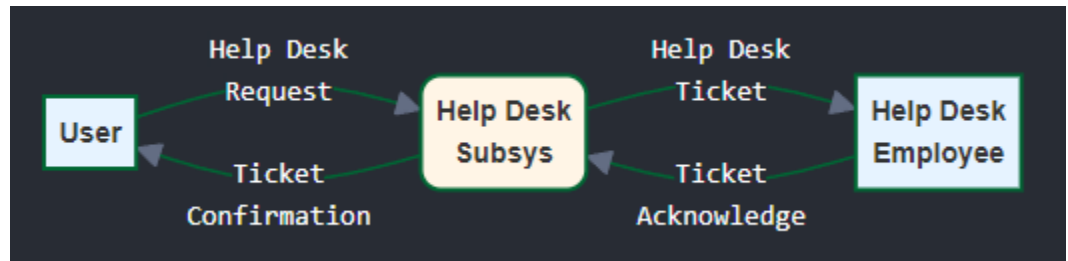 Help Desk
Request
Help Desk
Ticket
User
Help Desk
Subsys
Help Desk
Employee
Ticket
Confirmation
Ticket
Acknowledge